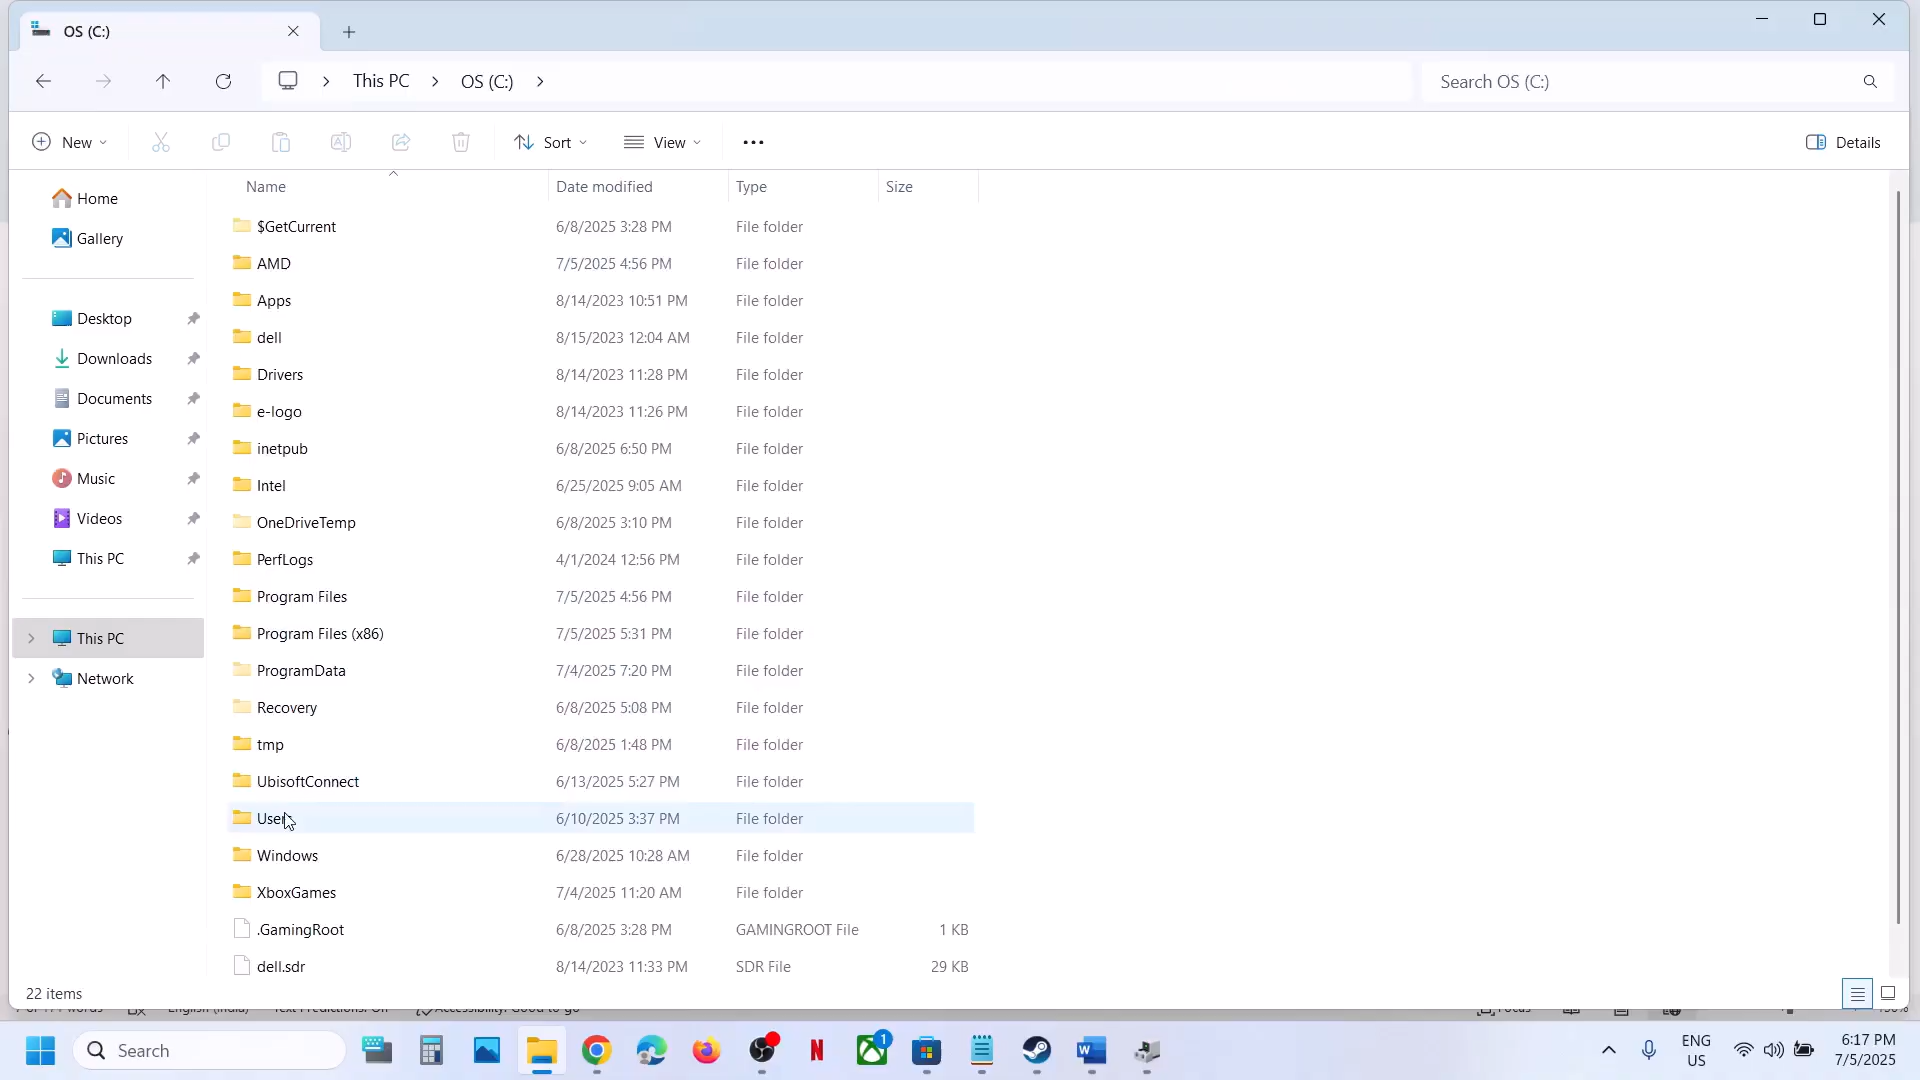 OS (C:)
This PC
OS (C:)
Search OS (C:)
New
Sort
View
Details
Home
Gallery
Desktop
Downloads
Documents
Pictures
Music
Videos
This PC
This PC
Network
Name Date modified Type Size
$GetCurrent 6/8/2025 3:28 PM File folder
AMD 7/5/2025 4:56 PM File folder
Apps 8/14/2023 10:51 PM File folder
dell 8/15/2023 12:04 AM File folder
Drivers 8/14/2023 11:28 PM File folder
e-logo 8/14/2023 11:26 PM File folder
inetpub 6/8/2025 6:50 PM File folder
Intel 6/25/2025 9:05 AM File folder
OneDriveTemp 6/8/2025 3:10 PM File folder
PerfLogs 4/1/2024 12:56 PM File folder
Program Files 7/5/2025 4:56 PM File folder
Program Files (x86) 7/5/2025 5:31 PM File folder
ProgramData 7/4/2025 7:20 PM File folder
Recovery 6/8/2025 5:08 PM File folder
tmp 6/8/2025 1:48 PM File folder
UbisoftConnect 6/13/2025 5:27 PM File folder
Users 6/10/2025 3:37 PM File folder
Windows 6/28/2025 10:28 AM File folder
XboxGames 7/4/2025 11:20 AM File folder
.GamingRoot 6/8/2025 3:28 PM GAMINGROOT File 1 KB
dell.sdr 8/14/2023 11:33 PM SDR File 29 KB
22 items
Search
1
ENG
US
6:17 PM
7/5/2025